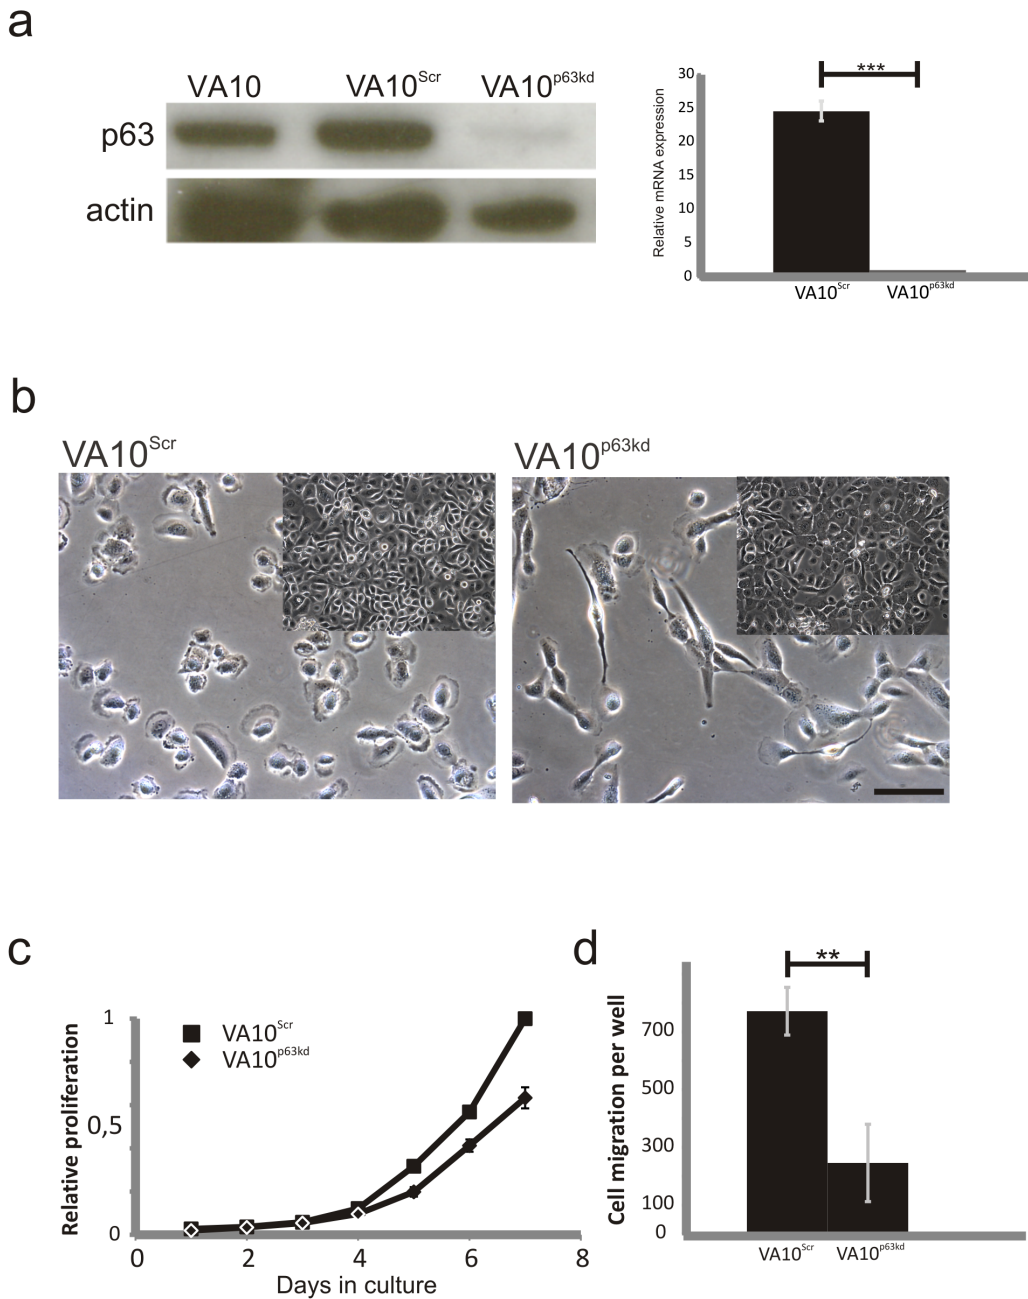 a
VA10 VA10Scr VA10p63kd
p63
actin
***
30
25
20
15
10
5
0
Relative mRNA expression
VA10Scr VA10p63kd
b
VA10Scr VA10p63kd
c
Relative proliferation
1
0,5
0
VA10Scr
VA10p63kd
0 2 4 6 8
Days in culture
d
**
Cell migration per well
700
500
300
100
0
VA10Scr VA10p63kd